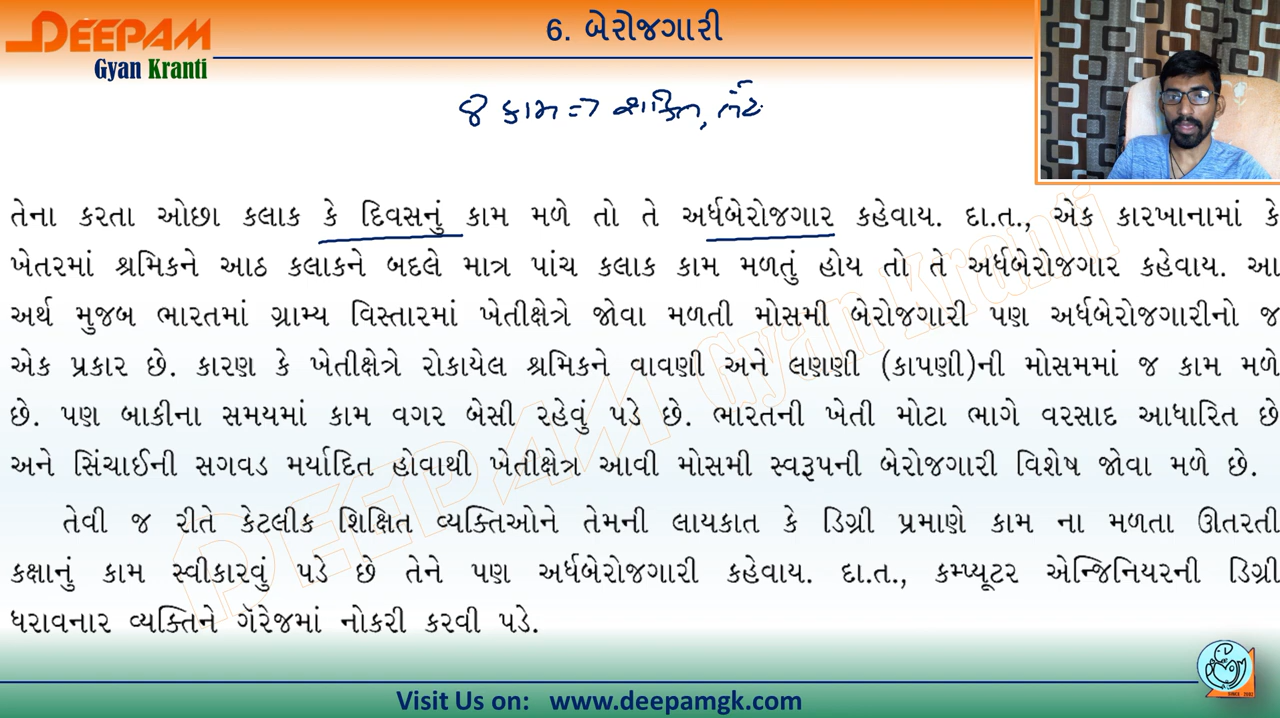 DEEPAM
Gyan Kranti
6. બેરોજગારી
જે કામ => શક્તિ,
તેના કરતા ઓછા કલાક કે દિવસનું કામ મળે તો તે અર્ધબેરોજગાર કહેવાય. દા.ત., એક કારખાનામાં કે
ખેતરમાં શ્રમિકને આઠ કલાકને બદલે માત્ર પાંચ કલાક કામ મળતું હોય તો તે અર્ધબેરોજગાર કહેવાય. આ
અર્થ મુજબ ભારતમાં ગ્રામ્ય વિસ્તારમાં ખેતીક્ષેત્રે જોવા મળતી મોસમી બેરોજગારી પણ અર્ધબેરોજગારીનો જ
એક પ્રકાર છે. કારણ કે ખેતીક્ષેત્રે રોકાયેલ શ્રમિકને વાવણી અને લણણી (કાપણી)ની મોસમમાં જ કામ મળે
છે. પણ બાકીના સમયમાં કામ વગર બેસી રહેવું પડે છે. ભારતની ખેતી મોટા ભાગે વરસાદ આધારિત છે
અને સિંચાઈની સગવડ મર્યાદિત હોવાથી ખેતીક્ષેત્ર આવી મોસમી સ્વરૂપની બેરોજગારી વિશેષ જોવા મળે છે.
તેવી જ રીતે કેટલીક શિક્ષિત વ્યક્તિઓને તેમની લાયકાત કે ડિગ્રી પ્રમાણે કામ ના મળતા ઊતરતી
કક્ષાનું કામ સ્વીકારવું પડે છે તેને પણ અર્ધબેરોજગારી કહેવાય. દા.ત., કમ્પ્યૂટર એન્જિનિયરની ડિગ્રી
ધરાવનાર વ્યક્તિને ગૅરેજમાં નોકરી કરવી પડે.
DEEPAM Gyan Kranti
Visit Us on: www.deepamgk.com